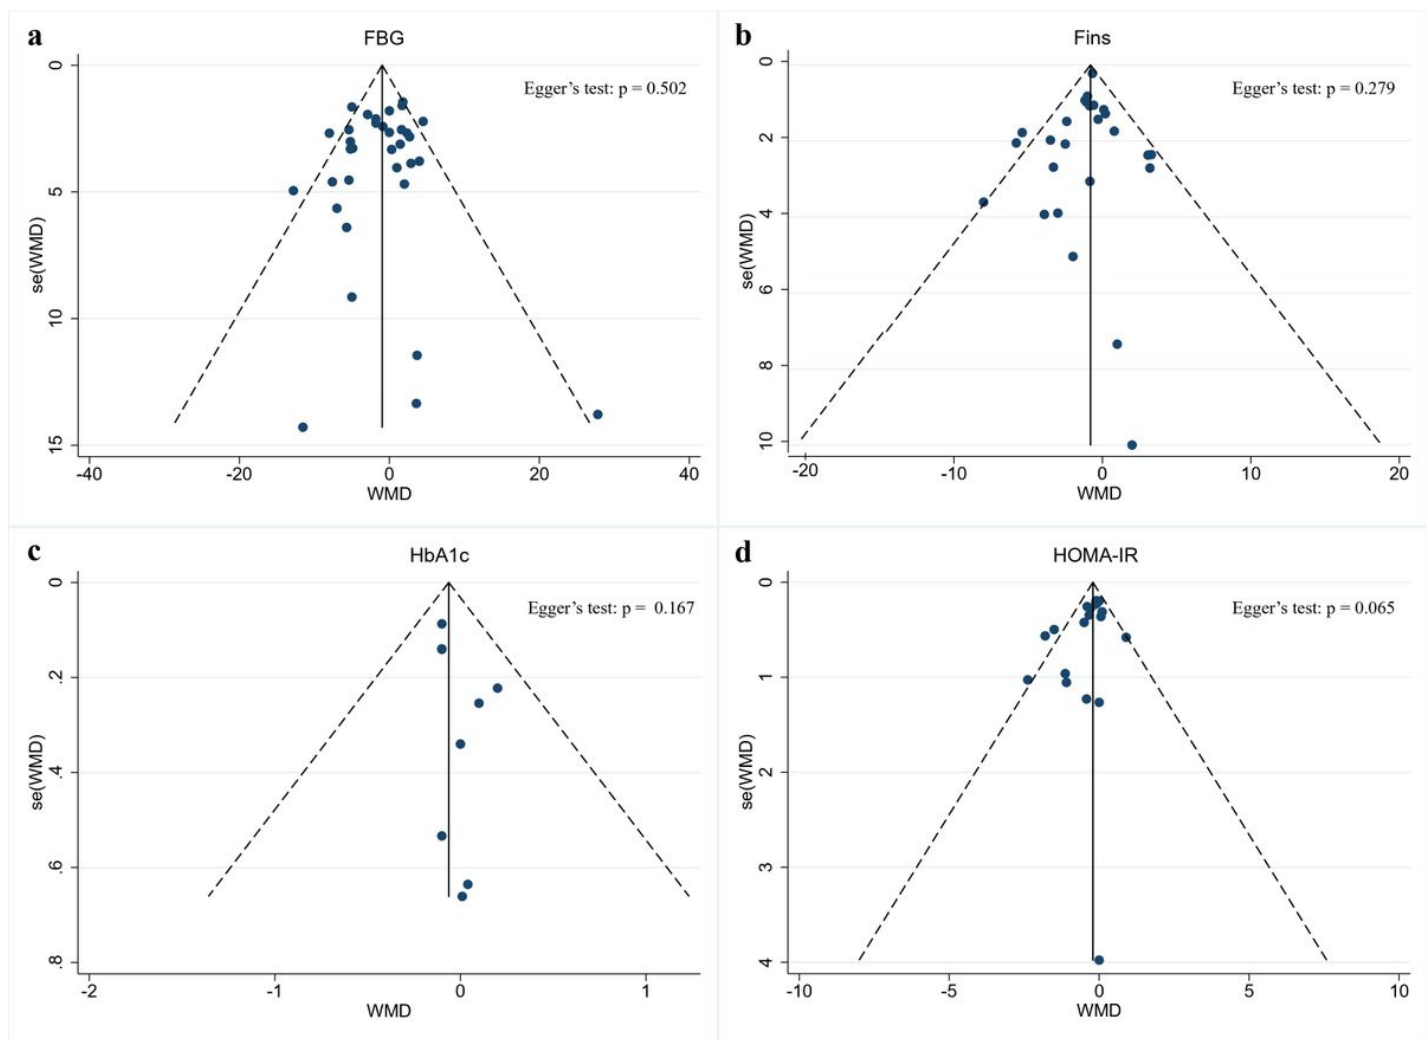 a
FBG
Egger's test: p = 0.502
0
5
10
15
se(WMD)
-40
-20
0
20
40
WMD
b
Fins
Egger's test: p = 0.279
0
2
4
6
8
10
se(WMD)
-20
-10
0
10
20
WMD
c
HbA1c
Egger's test: p = 0.167
0
.2
.4
.6
.8
se(WMD)
-2
-1
0
1
WMD
d
HOMA-IR
Egger's test: p = 0.065
0
1
2
3
4
se(WMD)
-10
-5
0
5
10
WMD